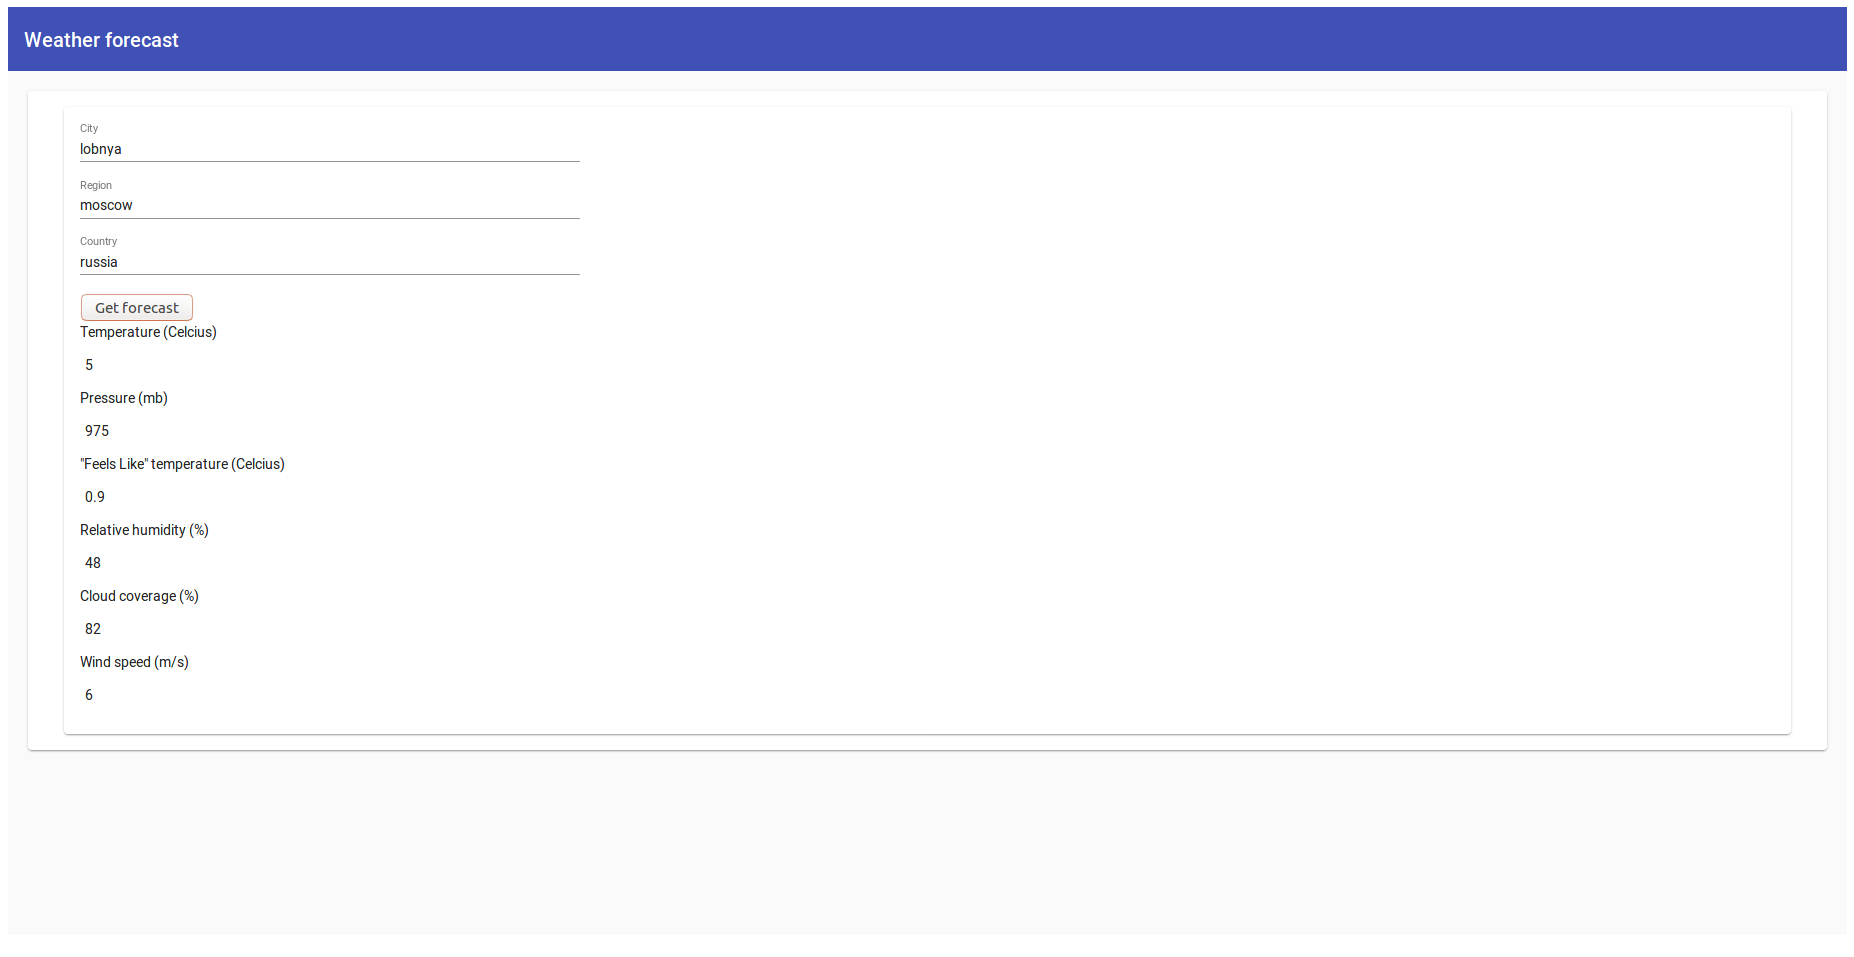 Weather forecast
City
lobnya
Region
moscow
Country
russia
Get forecast
Temperature (Celcius)
5
Pressure (mb)
975
"Feels Like" temperature (Celcius)
0.9
Relative humidity (%)
48
Cloud coverage (%)
82
Wind speed (m/s)
6